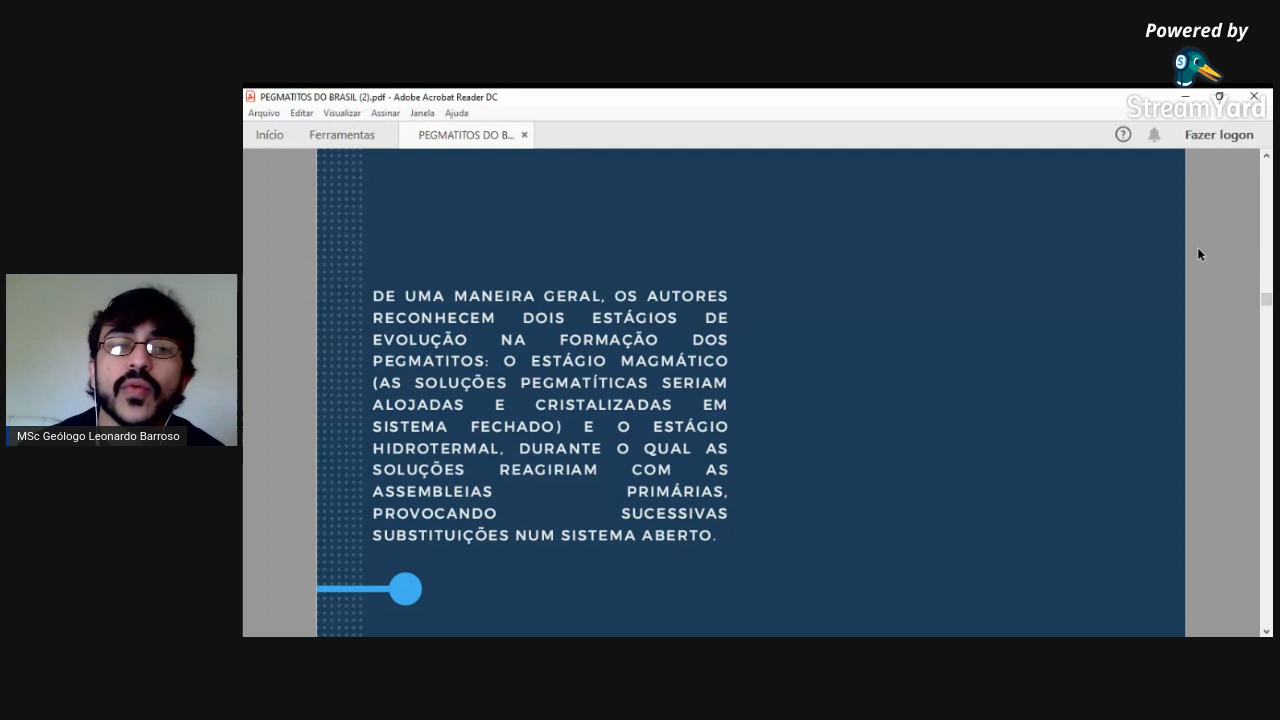 Powered by
StreamYard
PEGMATITOS DO BRASIL (2).pdf - Adobe Acrobat Reader DC
Arquivo Editar Visualizar Assinar Janela Ajuda
Início Ferramentas PEGMATITOS DO B... × Fazer logon
DE UMA MANEIRA GERAL, OS AUTORES
RECONHECEM DOIS ESTÁGIOS DE
EVOLUÇÃO NA FORMAÇÃO DOS
PEGMATITOS: O ESTÁGIO MAGMÁTICO
(AS SOLUÇÕES PEGMATÍTICAS SERIAM
ALOJADAS E CRISTALIZADAS EM
SISTEMA FECHADO) E O ESTÁGIO
HIDROTERMAL, DURANTE O QUAL AS
SOLUÇÕES REAGIRIAM COM AS
ASSEMBLEIAS PRIMÁRIAS,
PROVOCANDO SUCESSIVAS
SUBSTITUIÇÕES NUM SISTEMA ABERTO.
MSc Geólogo Leonardo Barroso